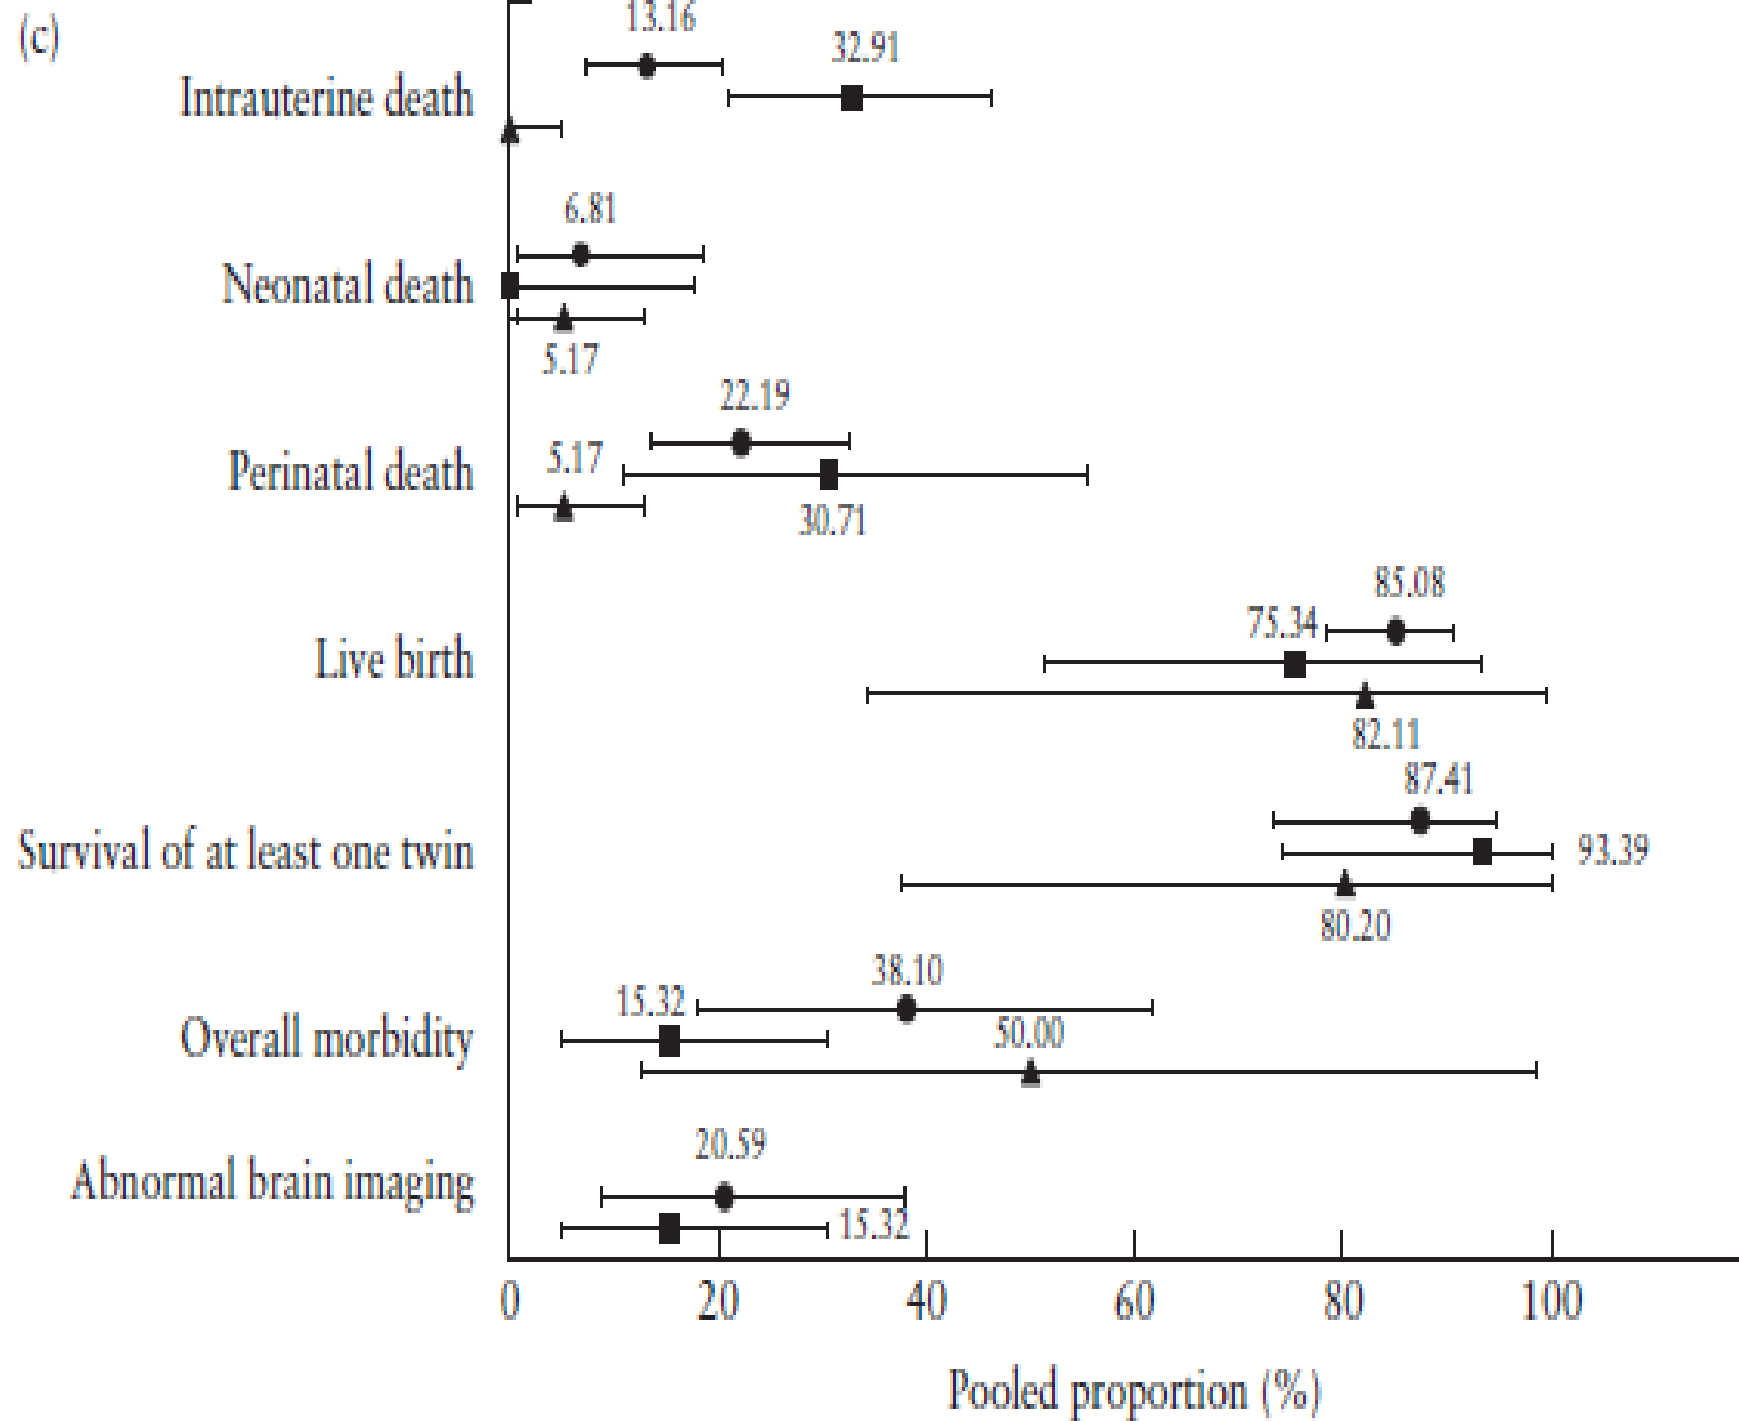 (c)
13.16
32.91
Intrauterine death
6.81
Neonatal death
5.17
22.19
5.17
Perinatal death
30.71
85.08
75.34
Live birth
82.11
87.41
Survival of at least one twin
93.39
80.20
38.10
15.32
50.00
Overall morbidity
20.59
Abnormal brain imaging
15.32
0 20 40 60 80 100
Pooled proportion (%)